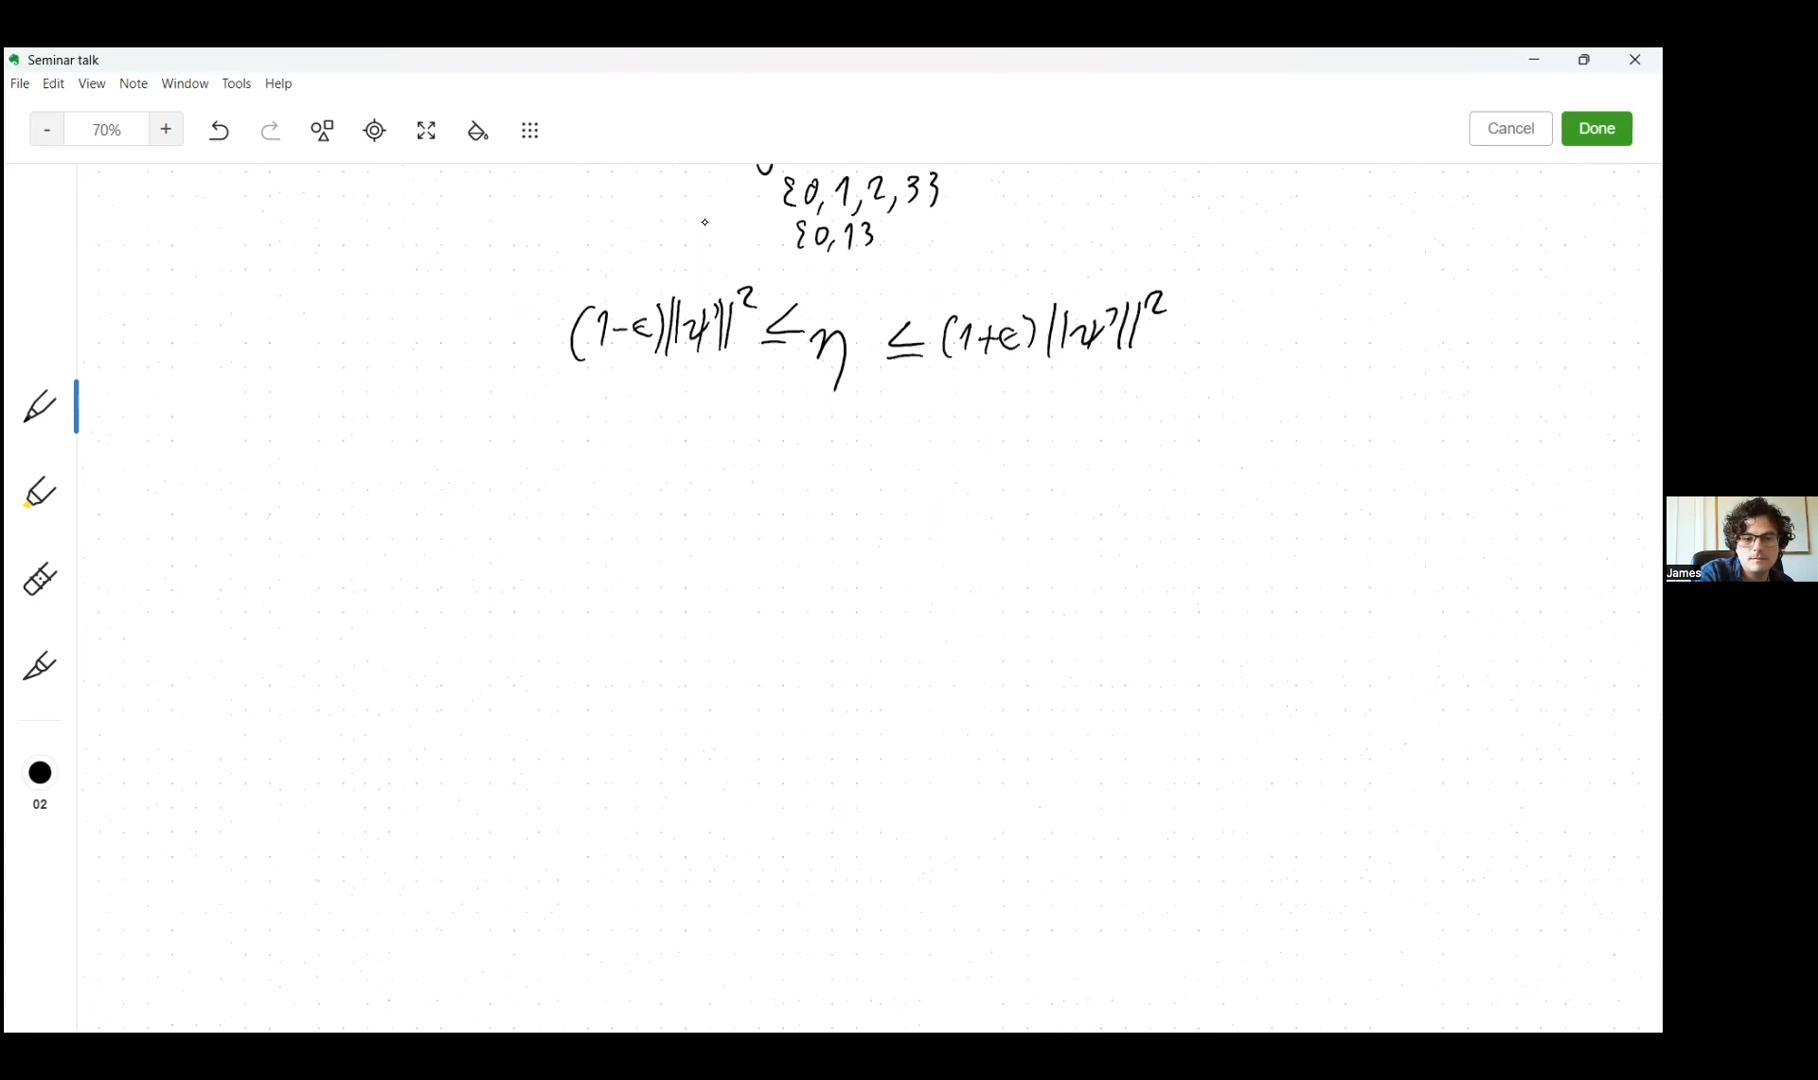 Seminar talk
File Edit View Note Window Tools Help
- 70% + Cancel Done
{0,1,2,3}
{0,1}
(1-ϵ)||ψ||² ≤ η ≤ (1+ϵ)||ψ||²
02
James